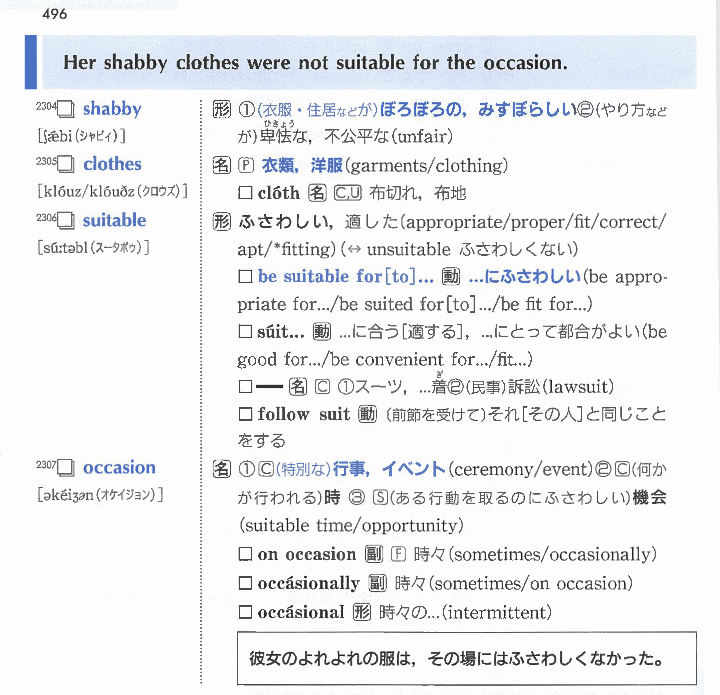 496
Her shabby clothes were not suitable for the occasion.
2304□ shabby
[ʃǽbi(シャビィ)]
形 ①(衣服・住居などが)ぼろぼろの，みすぼらしい②(やり方など
が)卑怯な，不公平な(unfair)
ひきょう
2305□ clothes
[klóuz/klóuðz(クロウズ)]
名 Ⓟ 衣類，洋服(garments/clothing)
□ clóth 名 C,U 布切れ，布地
2306□ suitable
[sú:təbl(スータボゥ)]
形 ふさわしい，適した(appropriate/proper/fit/correct/
apt/*fitting)(↔ unsuitable ふさわしくない)
□ be suitable for[to]... 動 ...にふさわしい(be appro-
priate for.../be suited for[to].../be fit for...)
□ súit... 動 ...に合う[適する]，...にとって都合がよい(be
good for.../be convenient for.../fit...)
□━ 名 C ①スーツ，...着②(民事)訴訟(lawsuit)
ぎ
□ follow suit 動 (前節を受けて)それ[その人]と同じこと
をする
2307□ occasion
[əkéiʒən(オケイジョン)]
名 ①C(特別な)行事，イベント(ceremony/event)②C(何か
が行われる)時 ③ S(ある行動を取るのにふさわしい)機会
(suitable time/opportunity)
□ on occasion 副 F 時々(sometimes/occasionally)
□ occásionally 副 時々(sometimes/on occasion)
□ occásional 形 時々の...(intermittent)
彼女のよれよれの服は，その場にはふさわしくなかった。